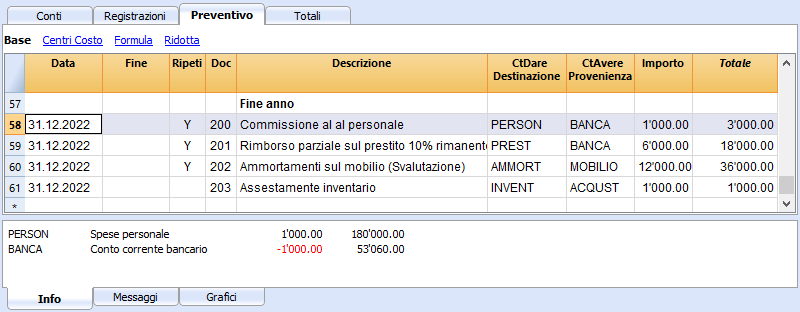 Conti Registrazioni Preventivo Totali
Base Centri Costo Formula Ridotta
Data Fine Ripeti Doc Descrizione CtDare Destinazione CtAvere Provenienza Importo Totale
57 Fine anno
58 31.12.2022 Y 200 Commissione al al personale PERSON BANCA 1'000.00 3'000.00
59 31.12.2022 Y 201 Rimborso parziale sul prestito 10% rimanente PREST BANCA 6'000.00 18'000.00
60 31.12.2022 Y 202 Ammortamenti sul mobilio (Svalutazione) AMMORT MOBILIO 12'000.00 36'000.00
61 31.12.2022 203 Assestamente inventario INVENT ACQUST 1'000.00 1'000.00
*
PERSON Spese personale 1'000.00 180'000.00
BANCA Conto corrente bancario -1'000.00 53'060.00
Info Messaggi Grafici